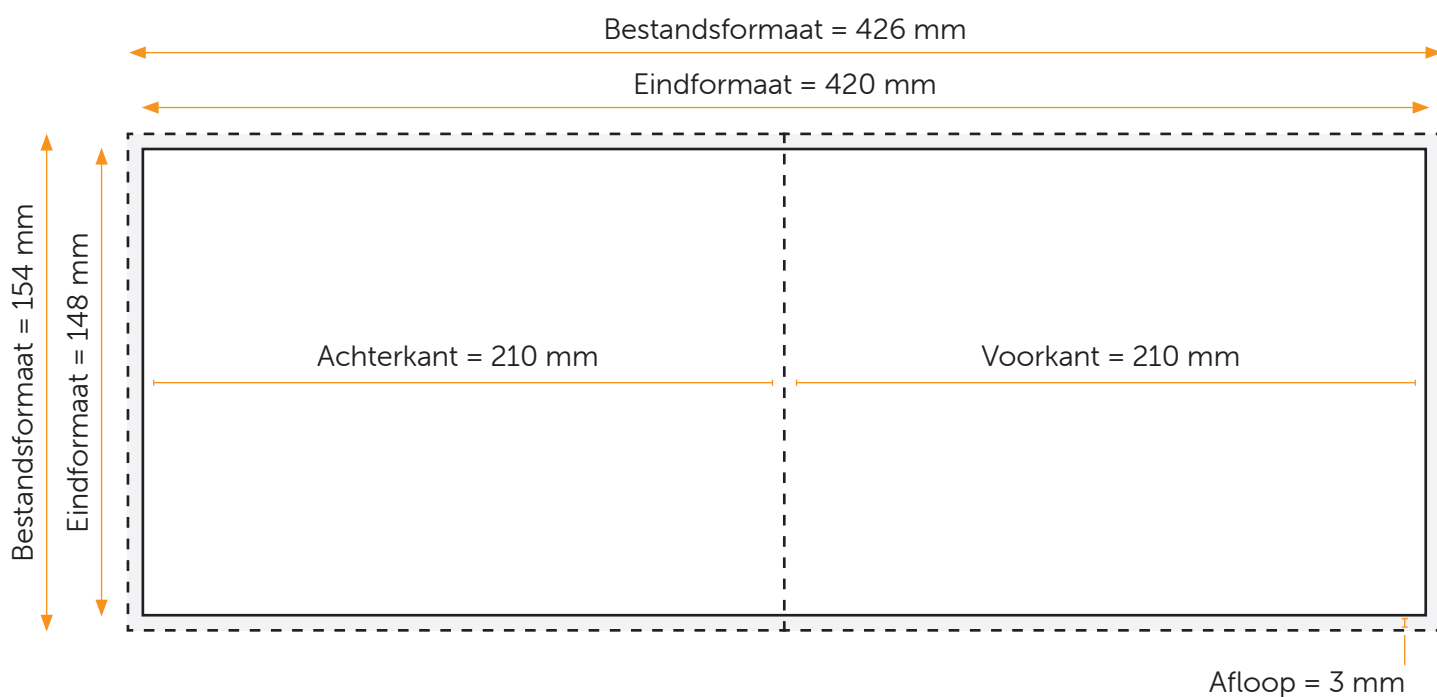 Bestandsformaat = 426 mm
Eindformaat = 420 mm
Bestandsformaat = 154 mm
Eindformaat = 148 mm
Achterkant = 210 mm
Voorkant = 210 mm
Afloop = 3 mm